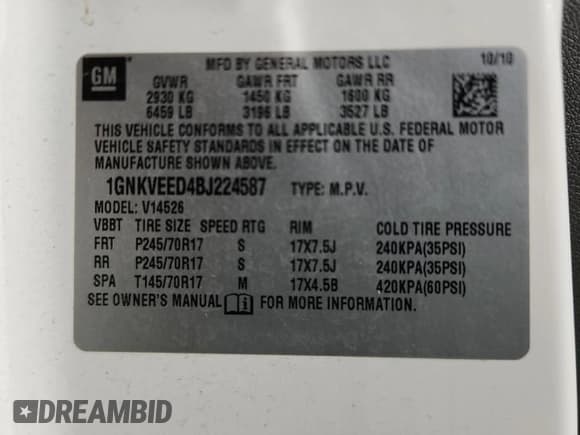 GM
MFD BY GENERAL MOTORS LLC 10/10
GVWR GAWR FRT GAWR RR
2930 KG 1450 KG 1600 KG
6459 LB 3196 LB 3527 LB
THIS VEHICLE CONFORMS TO ALL APPLICABLE U.S. FEDERAL MOTOR
VEHICLE SAFETY STANDARDS IN EFFECT ON THE DATE OF
MANUFACTURE SHOWN ABOVE.
1GNKVEED4BJ224587 TYPE: M.P.V.
MODEL: V14526
VBBT TIRE SIZE SPEED RTG RIM COLD TIRE PRESSURE
FRT P245/70R17 S 17X7.5J 240KPA(35PSI)
RR P245/70R17 S 17X7.5J 240KPA(35PSI)
SPA T145/70R17 M 17X4.5B 420KPA(60PSI)
SEE OWNER'S MANUAL FOR MORE INFORMATION.
DREAMBID